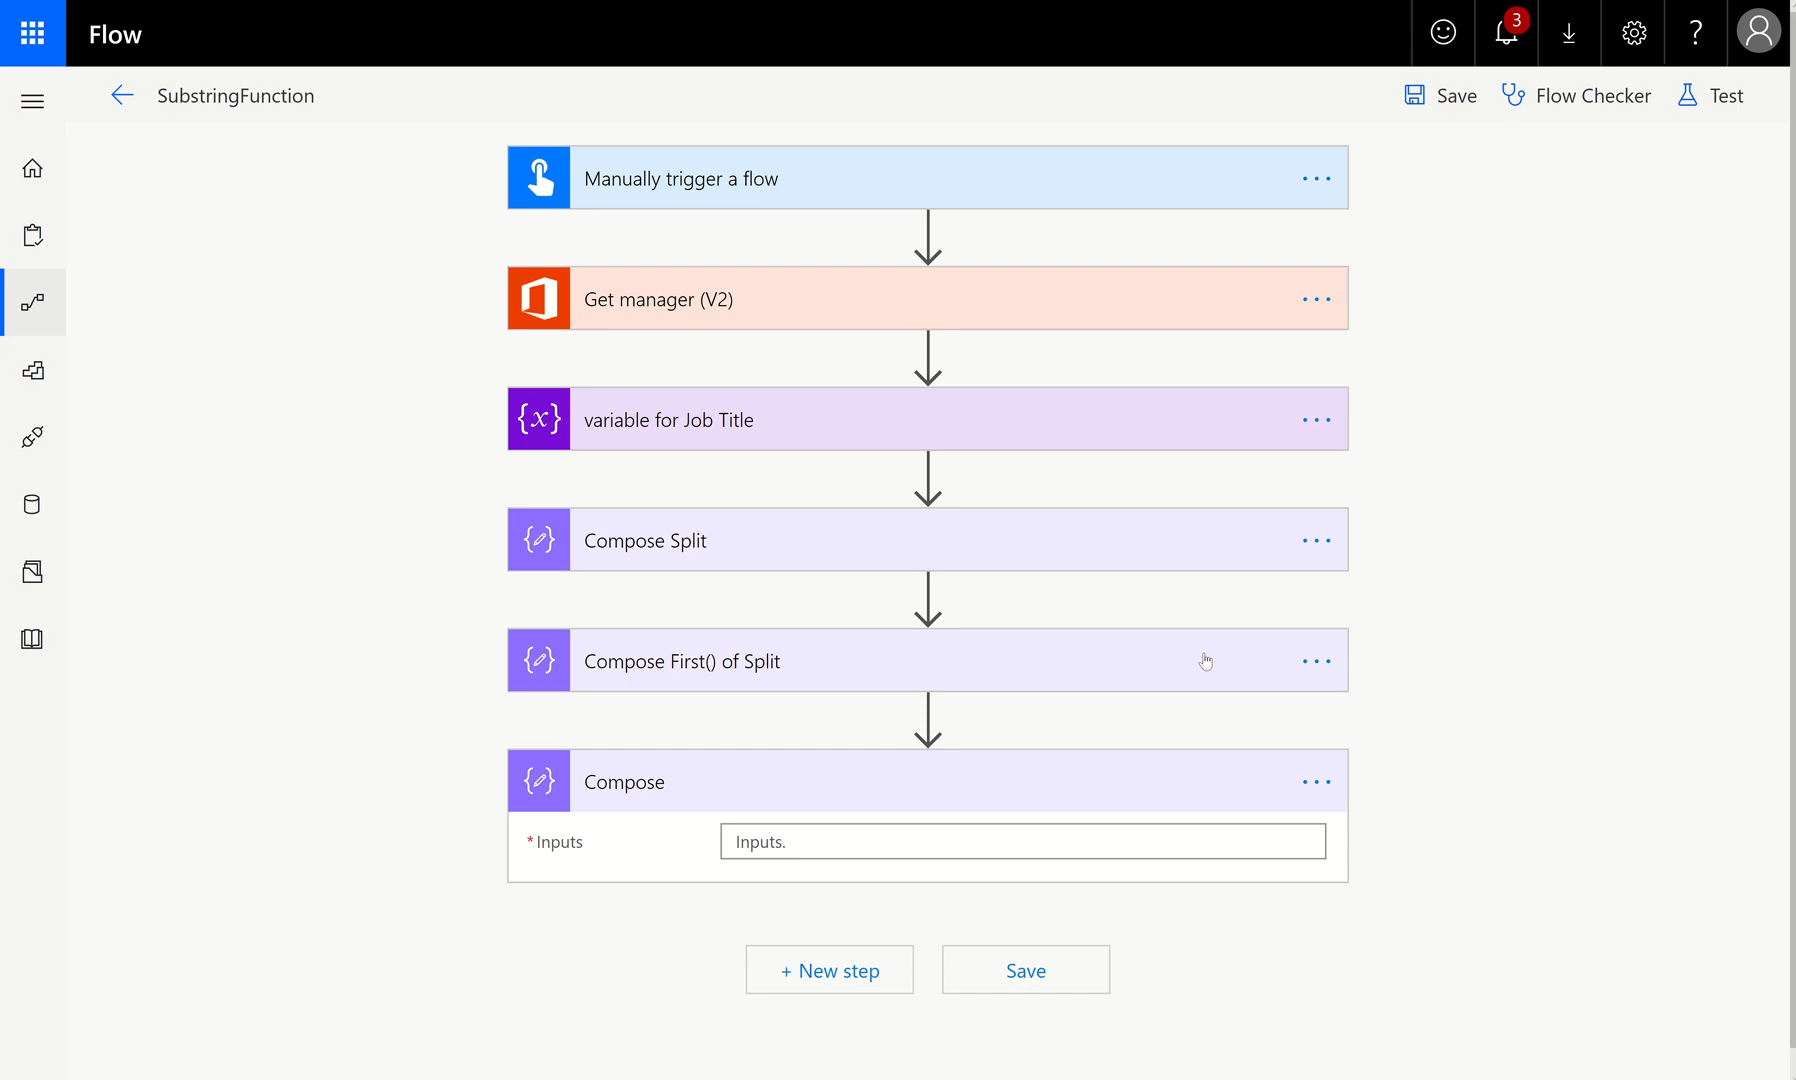 Flow
3
?
SubstringFunction
Save
Flow Checker
Test
Manually trigger a flow
Get manager (V2)
{x} variable for Job Title
Compose Split
Compose First() of Split
Compose
* Inputs
Inputs.
+ New step
Save